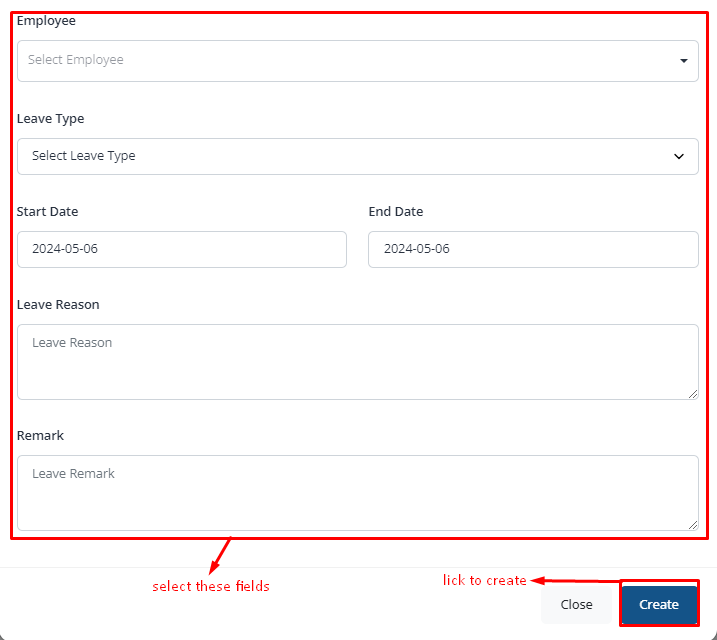 Employee
Select Employee
Leave Type
Select Leave Type
Start Date End Date
2024-05-06 2024-05-06
Leave Reason
Leave Reason
Remark
Leave Remark
select these fields
lick to create
Close Create